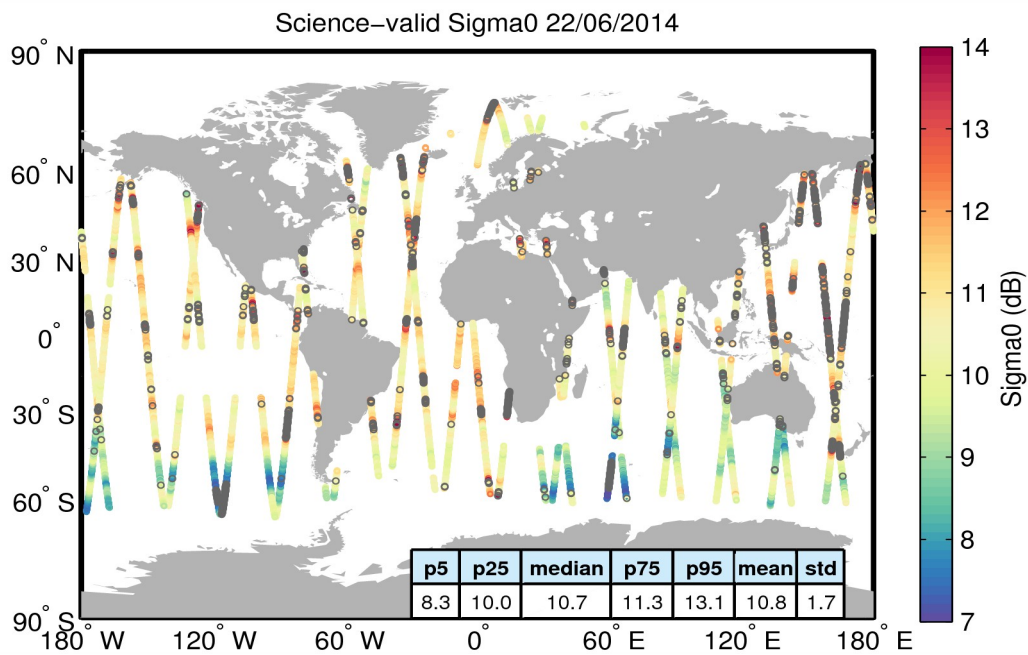 Science−valid Sigma0 22/06/2014
90° N
60° N
30° N
0°
30° S
60° S
90° S
180° W
120° W
60° W
0°
60° E
120° E
180° E
p5 p25 median p75 p95 mean std
8.3 10.0 10.7 11.3 13.1 10.8 1.7
14
13
12
11
10
9
8
7
Sigma0 (dB)